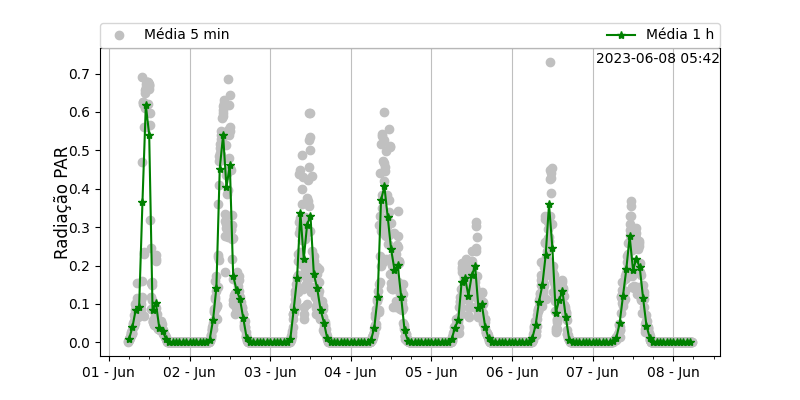 Média 5 min
Média 1 h
2023-06-08 05:42
Radiação PAR
0.7
0.6
0.5
0.4
0.3
0.2
0.1
0.0
01 - Jun
02 - Jun
03 - Jun
04 - Jun
05 - Jun
06 - Jun
07 - Jun
08 - Jun